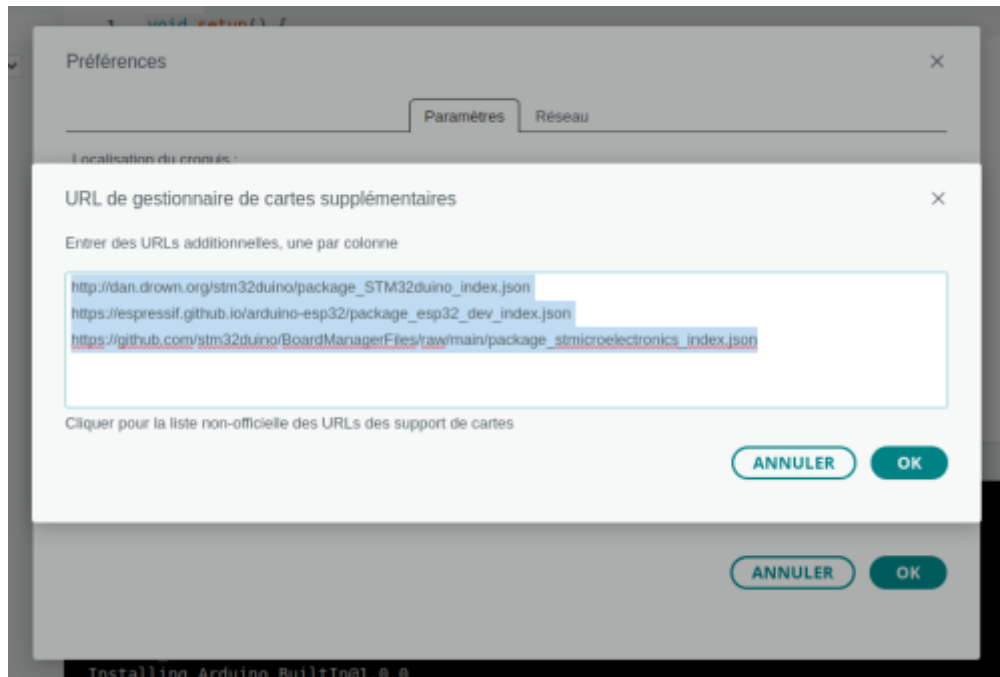 1 void setup() {
Préférences
Paramètres Réseau
Localisation du croquis :
URL de gestionnaire de cartes supplémentaires
Entrer des URLs additionnelles, une par colonne
http://dan.drown.org/stm32duino/package_STM32duino_index.json
https://espressif.github.io/arduino-esp32/package_esp32_dev_index.json
https://github.com/stm32duino/BoardManagerFiles/raw/main/package_stmicroelectronics_index.json
Cliquer pour la liste non-officielle des URLs des support de cartes
ANNULER OK
ANNULER OK
Installing Arduino_BuiltIn@1.0.0